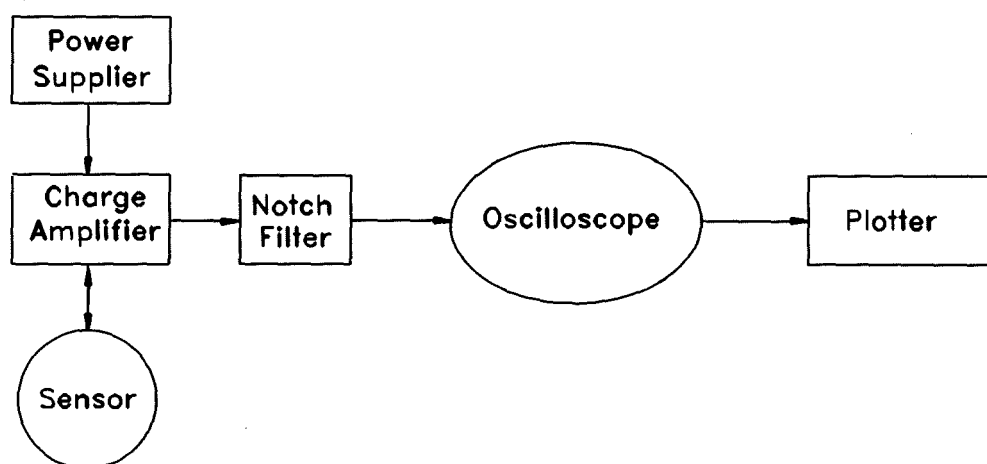 Power
Supplier
Charge
Amplifier
Notch
Filter
Oscilloscope
Plotter
Sensor